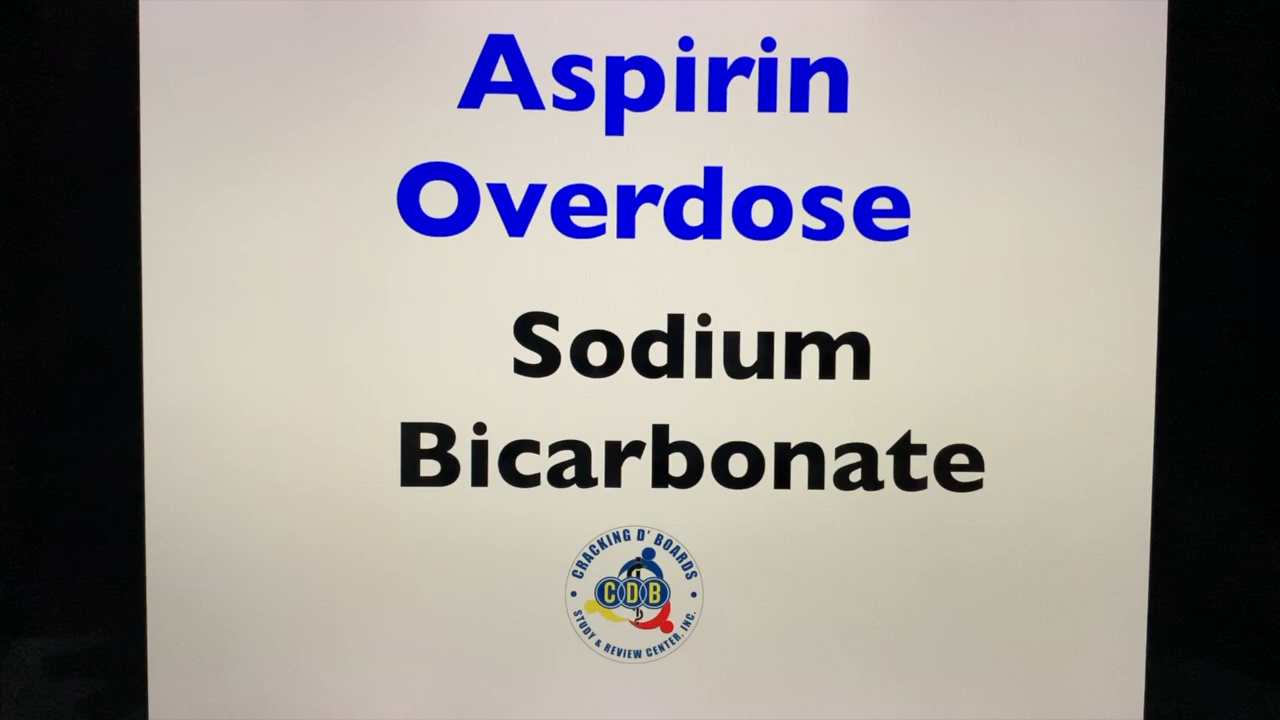 Aspirin
Overdose
Sodium
Bicarbonate
CRACKING D' BOARDS
CDB
STUDY & REVIEW CENTER, INC.